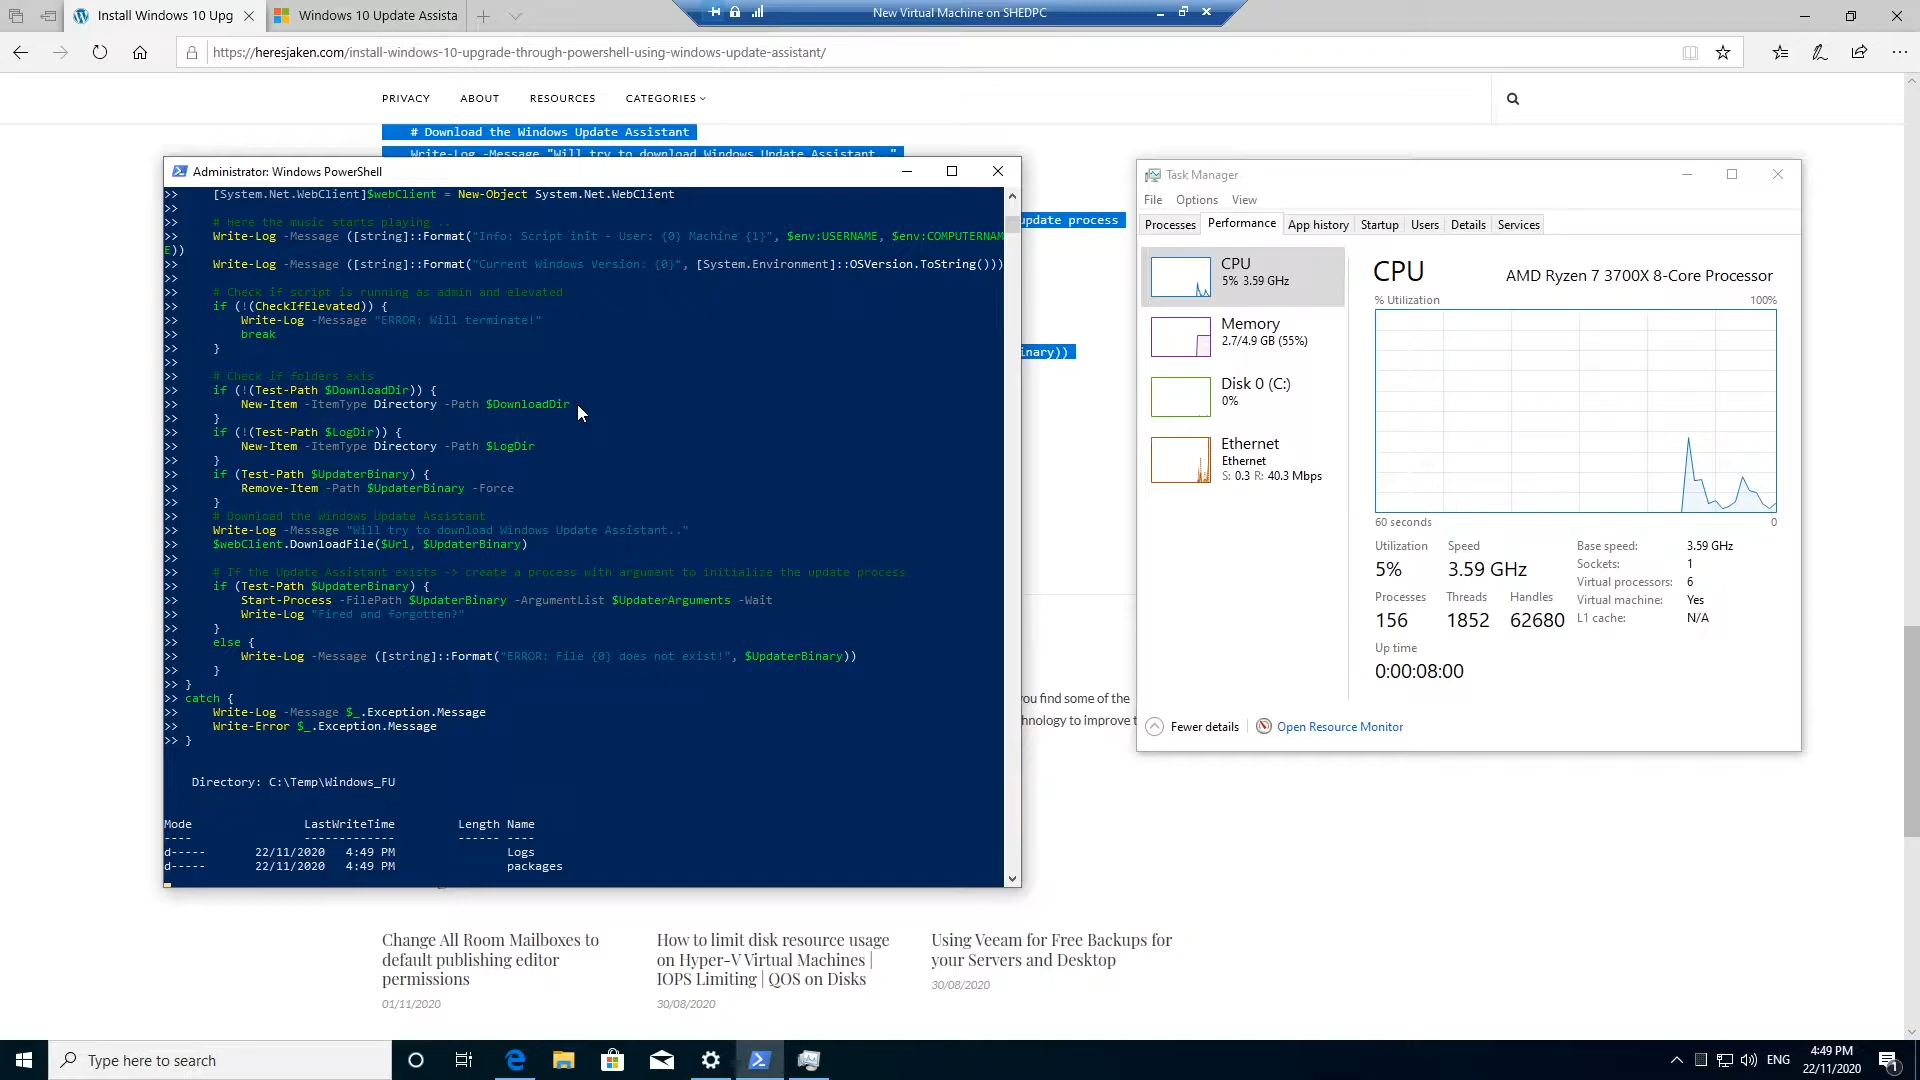 Install Windows 10 Upg
Windows 10 Update Assista
New Virtual Machine on SHEDPC
https://heresjaken.com/install-windows-10-upgrade-through-powershell-using-windows-update-assistant/
PRIVACY ABOUT RESOURCES CATEGORIES
# Download the Windows Update Assistant
Write-Log -Message "Will try to download Windows Update Assistant.."
update process
inary))
you find some of the
hnology to improve t
Administrator: Windows PowerShell
>> [System.Net.WebClient]$webClient = New-Object System.Net.WebClient
>>
>> # Here the music starts playing ..
>> Write-Log -Message ([string]::Format("Info: Script init - User: {0} Machine {1}", $env:USERNAME, $env:COMPUTERNAM
E))
>> Write-Log -Message ([string]::Format("Current Windows Version: {0}", [System.Environment]::OSVersion.ToString()))
>>
>> # Check if script is running as admin and elevated
>> if (!(CheckIfElevated)) {
>> Write-Log -Message "ERROR: Will terminate!"
>> break
>> }
>>
>> # Check if folders exis
>> if (!(Test-Path $DownloadDir)) {
>> New-Item -ItemType Directory -Path $DownloadDir
>> }
>> if (!(Test-Path $LogDir)) {
>> New-Item -ItemType Directory -Path $LogDir
>> }
>> if (Test-Path $UpdaterBinary) {
>> Remove-Item -Path $UpdaterBinary -Force
>> }
>> # Download the Windows Update Assistant
>> Write-Log -Message "Will try to download Windows Update Assistant.."
>> $webClient.DownloadFile($Url, $UpdaterBinary)
>>
>> # If the Update Assistant exists -> create a process with argument to initialize the update process
>> if (Test-Path $UpdaterBinary) {
>> Start-Process -FilePath $UpdaterBinary -ArgumentList $UpdaterArguments -Wait
>> Write-Log "Fired and forgotten?"
>> }
>> else {
>> Write-Log -Message ([string]::Format("ERROR: File {0} does not exist!", $UpdaterBinary))
>> }
>> }
>> catch {
>> Write-Log -Message $_.Exception.Message
>> Write-Error $_.Exception.Message
>> }
Directory: C:\Temp\Windows_FU
Mode LastWriteTime Length Name
---- ------------- ------ ----
d----- 22/11/2020 4:49 PM Logs
d----- 22/11/2020 4:49 PM packages
Task Manager
File Options View
Processes Performance App history Startup Users Details Services
CPU
5% 3.59 GHz
Memory
2.7/4.9 GB (55%)
Disk 0 (C:)
0%
Ethernet
Ethernet
S: 0.3 R: 40.3 Mbps
CPU AMD Ryzen 7 3700X 8-Core Processor
% Utilization 100%
60 seconds 0
Utilization Speed
5% 3.59 GHz
Processes Threads Handles
156 1852 62680
Up time
0:00:08:00
Base speed: 3.59 GHz
Sockets: 1
Virtual processors: 6
Virtual machine: Yes
L1 cache: N/A
Fewer details Open Resource Monitor
Change All Room Mailboxes to
default publishing editor
permissions
01/11/2020
How to limit disk resource usage
on Hyper-V Virtual Machines |
IOPS Limiting | QOS on Disks
30/08/2020
Using Veeam for Free Backups for
your Servers and Desktop
30/08/2020
Type here to search
ENG
4:49 PM
22/11/2020
1